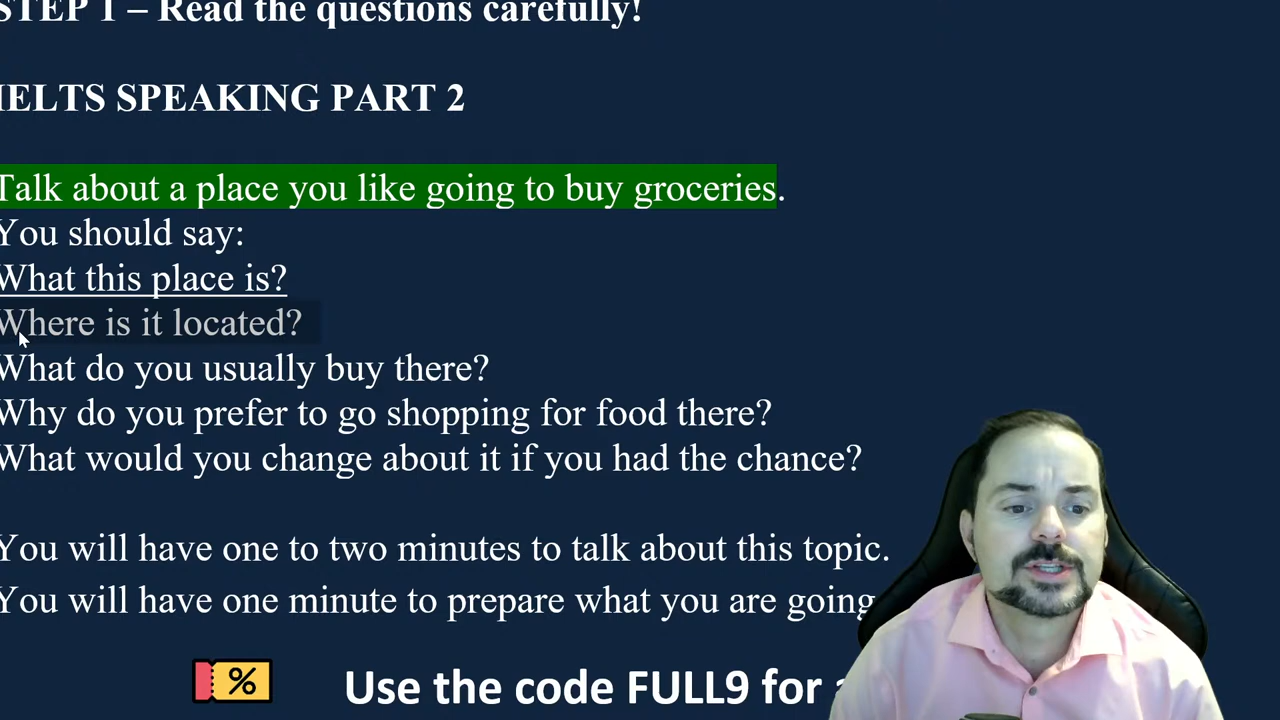 STEP 1 – Read the questions carefully!
IELTS SPEAKING PART 2
Talk about a place you like going to buy groceries.
You should say:
What this place is?
Where is it located?
What do you usually buy there?
Why do you prefer to go shopping for food there?
What would you change about it if you had the chance?
You will have one to two minutes to talk about this topic.
You will have one minute to prepare what you are going
%
Use the code FULL9 for